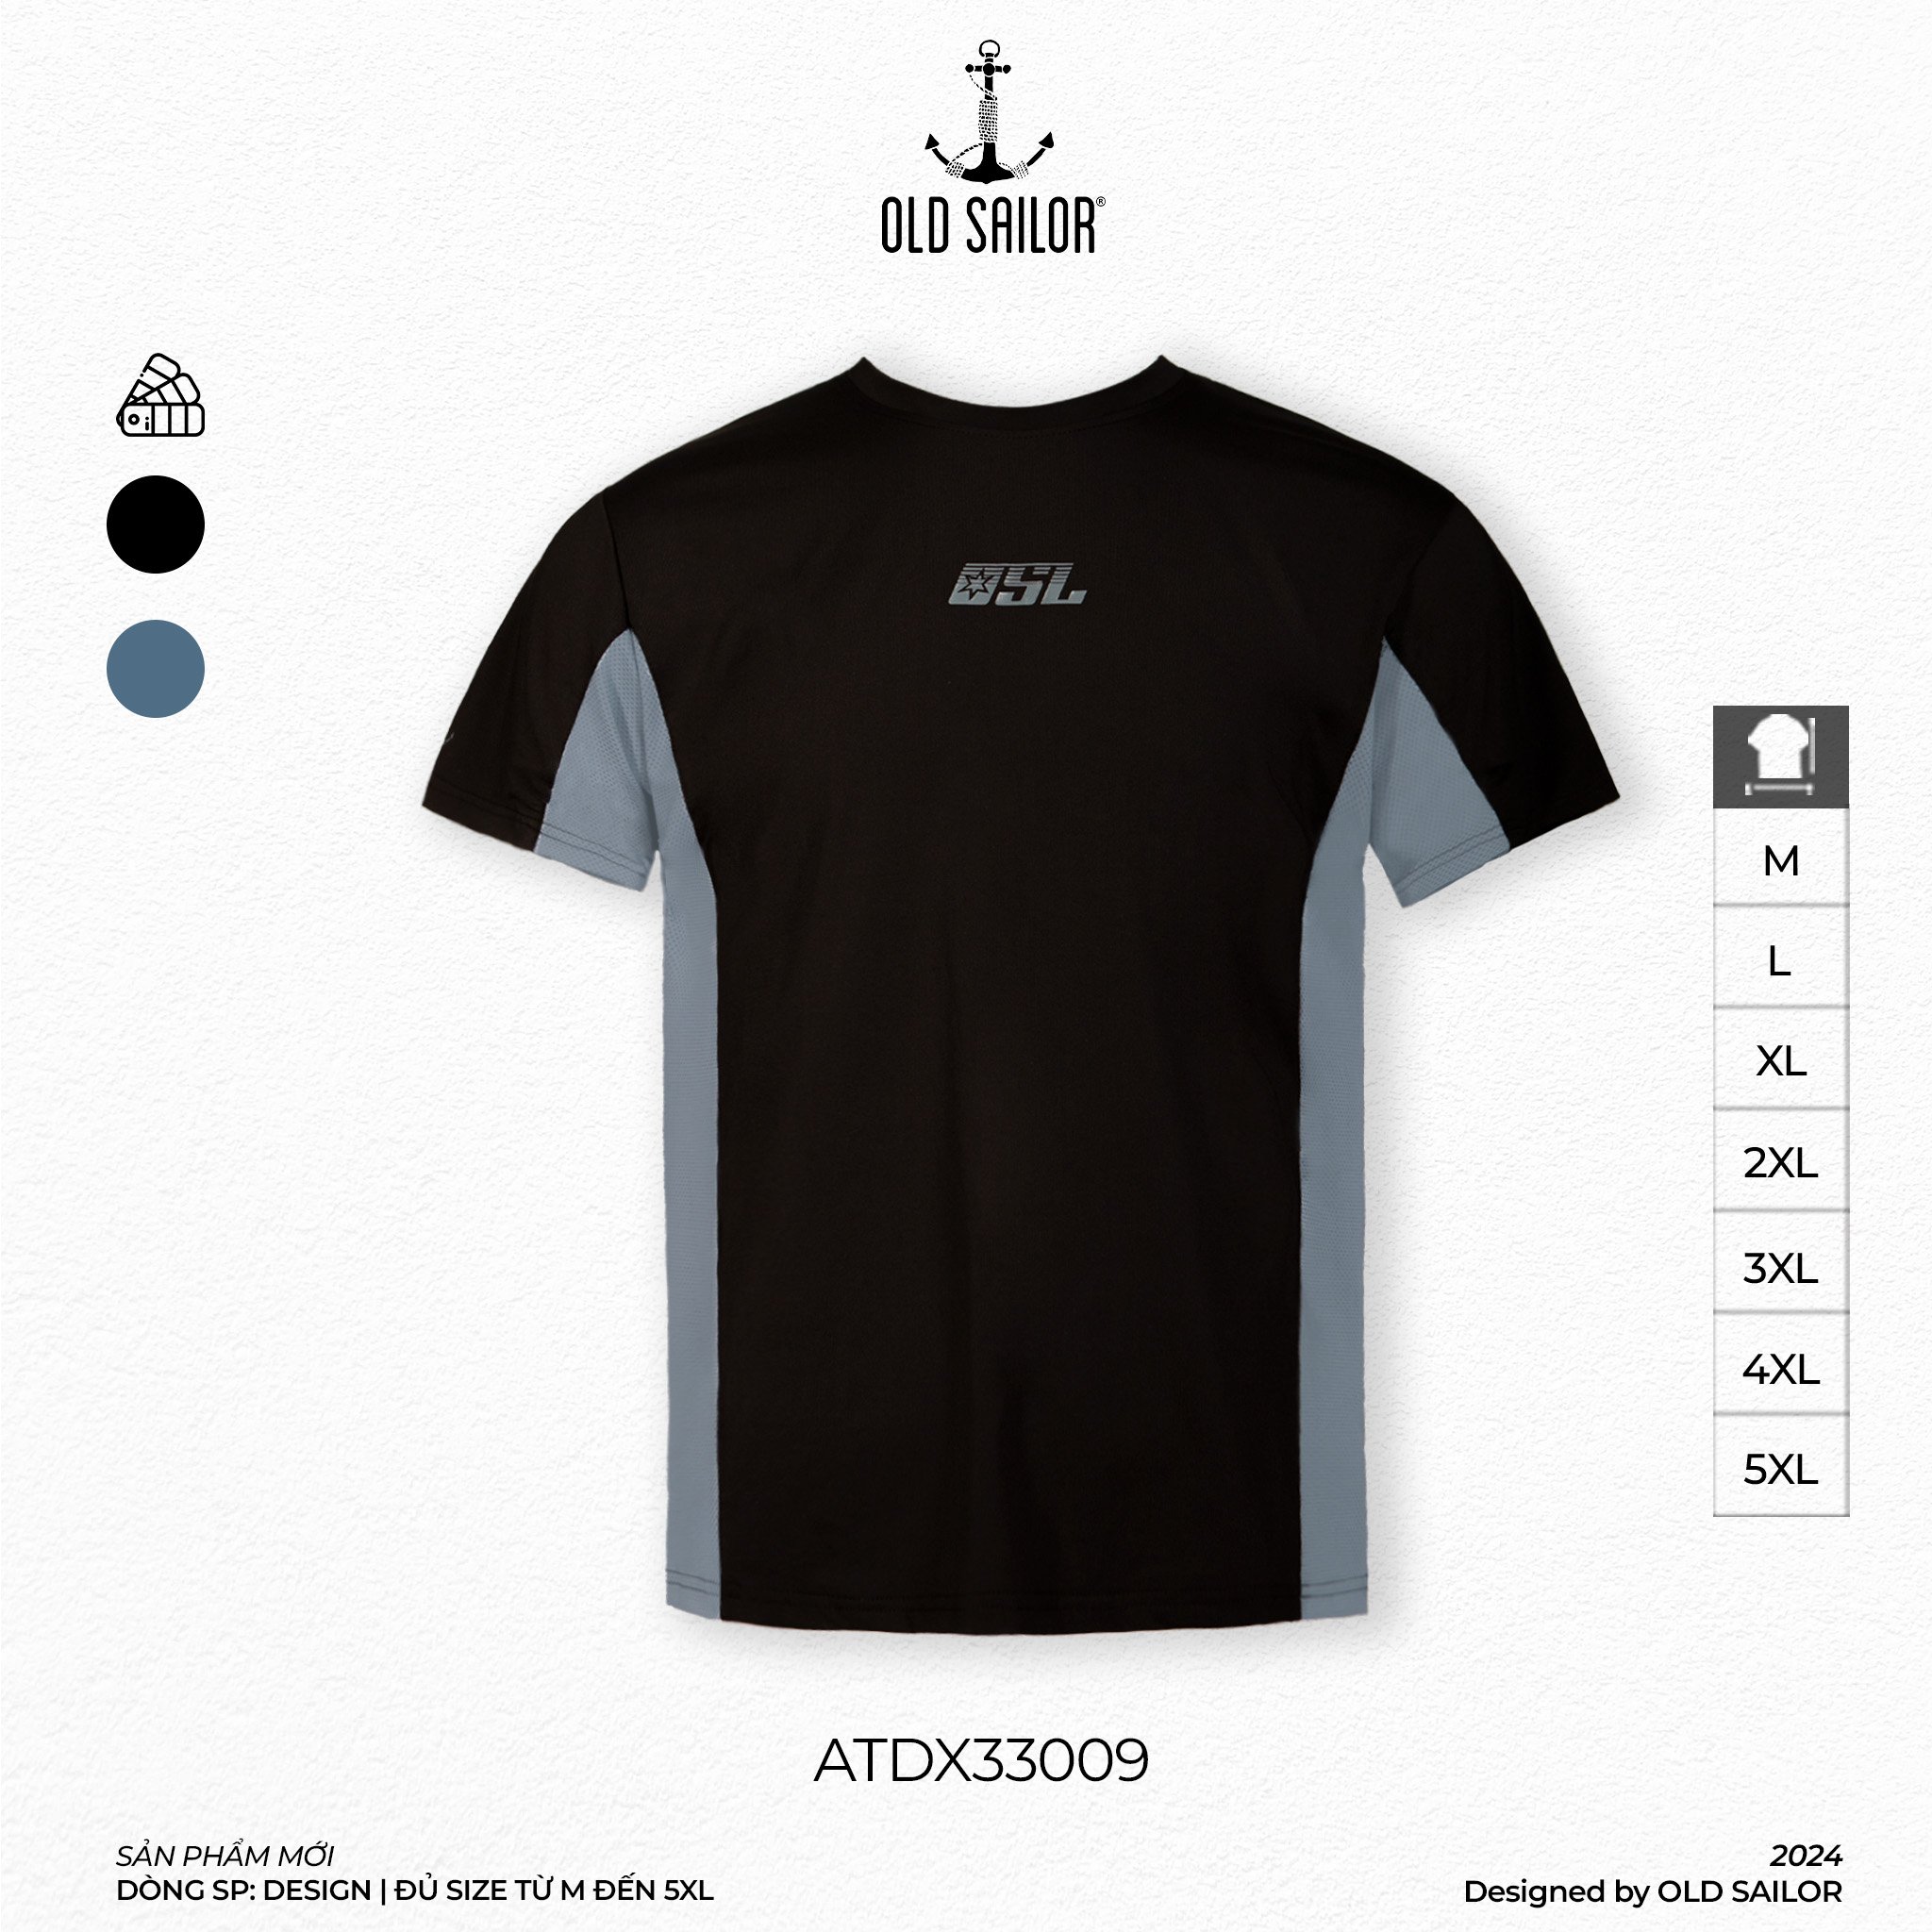 OLD SAILOR®
OSL
M
L
XL
2XL
3XL
4XL
5XL
ATDX33009
SẢN PHẨM MỚI
DÒNG SP: DESIGN | ĐỦ SIZE TỪ M ĐẾN 5XL
2024
Designed by OLD SAILOR